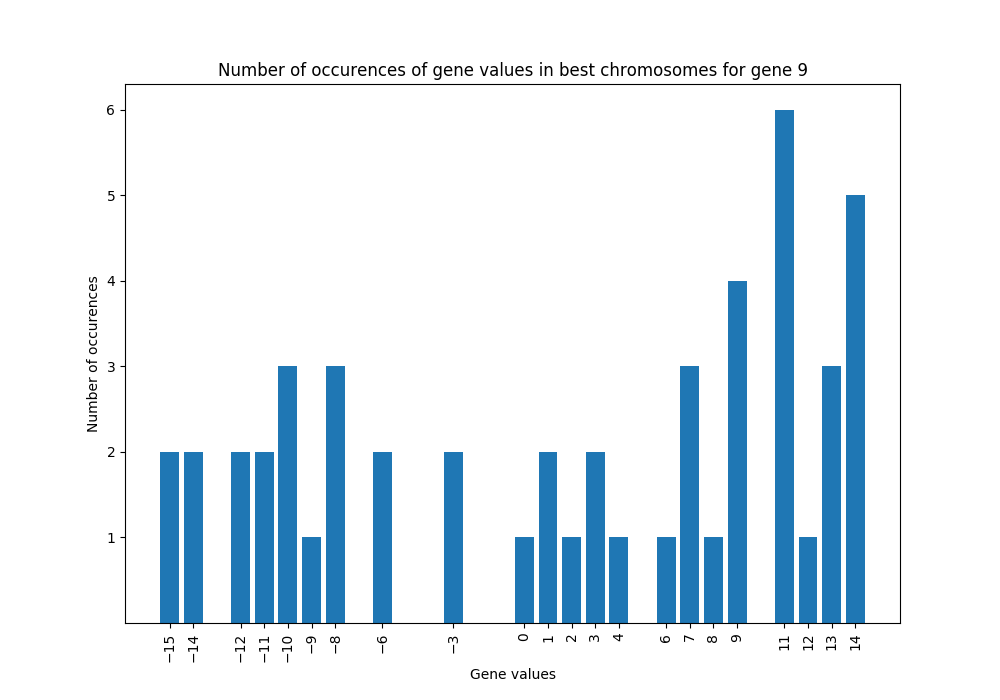 Number of occurences of gene values in best chromosomes for gene 9
Number of occurences
6
5
4
3
2
1
−15 −14 −12 −11 −10 −9 −8 −6 −3 0 1 2 3 4 6 7 8 9 11 12 13 14
Gene values